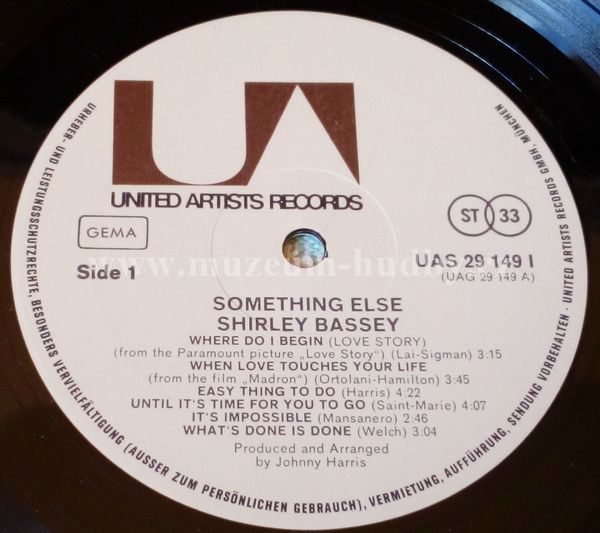 UA
UNITED ARTISTS RECORDS
GEMA
ST 33
Side 1
UAS 29 149 I
(UAG 29 149 A)
www.muzeum-hudby
SOMETHING ELSE
SHIRLEY BASSEY
WHERE DO I BEGIN (LOVE STORY)
(from the Paramount picture „Love Story“) (Lai-Sigman) 3:15
WHEN LOVE TOUCHES YOUR LIFE
(from the film „Madron“) (Ortolani-Hamilton) 3:45
EASY THING TO DO (Harris) 4:22
UNTIL IT'S TIME FOR YOU TO GO (Saint-Marie) 4:07
IT'S IMPOSSIBLE (Mansanero) 2:46
WHAT'S DONE IS DONE (Welch) 3:04
Produced and Arranged
by Johnny Harris
URHEBER- UND LEISTUNGSSCHUTZRECHTE, BESONDERS VERVIELFÄLTIGUNG (AUSSER ZUM PERSÖNLICHEN GEBRAUCH), VERMIETUNG, AUFFÜHRUNG, SENDUNG VORBEHALTEN · UNITED ARTISTS RECORDS GMBH, MÜNCHEN